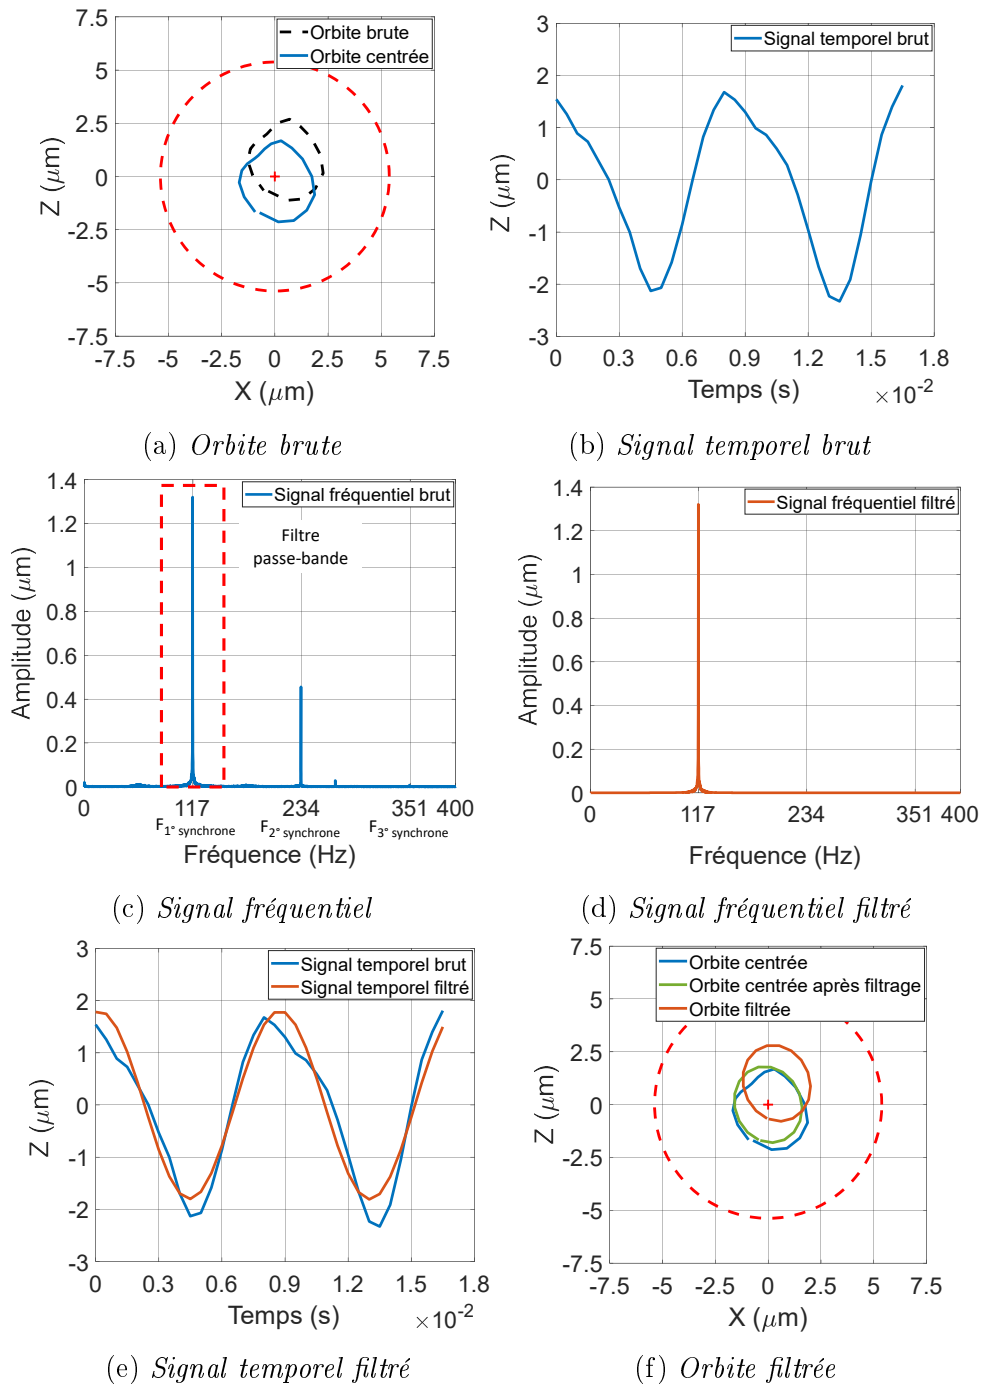 7.5
5
2.5
0
-2.5
-5
-7.5
Z (μm)
Orbite brute
Orbite centrée
-7.5 -5 -2.5 0 2.5 5 7.5
X (μm)
(a) Orbite brute
3
2
1
0
-1
-2
-3
Z (μm)
Signal temporel brut
0 0.3 0.6 0.9 1.2 1.5 1.8
Temps (s)
×10-2
(b) Signal temporel brut
1.4
1.2
1
0.8
0.6
0.4
0.2
0
Amplitude (μm)
Signal fréquentiel brut
Filtre
passe-bande
0 117 234 351 400
F1° synchrone F2° synchrone F3° synchrone
Fréquence (Hz)
(c) Signal fréquentiel
1.4
1.2
1
0.8
0.6
0.4
0.2
0
Amplitude (μm)
Signal fréquentiel filtré
0 117 234 351 400
Fréquence (Hz)
(d) Signal fréquentiel filtré
3
2
1
0
-1
-2
-3
Z (μm)
Signal temporel brut
Signal temporel filtré
0 0.3 0.6 0.9 1.2 1.5 1.8
Temps (s)
×10-2
(e) Signal temporel filtré
7.5
5
2.5
0
-2.5
-5
-7.5
Z (μm)
Orbite centrée
Orbite centrée après filtrage
Orbite filtrée
-7.5 -5 -2.5 0 2.5 5 7.5
X (μm)
(f) Orbite filtrée